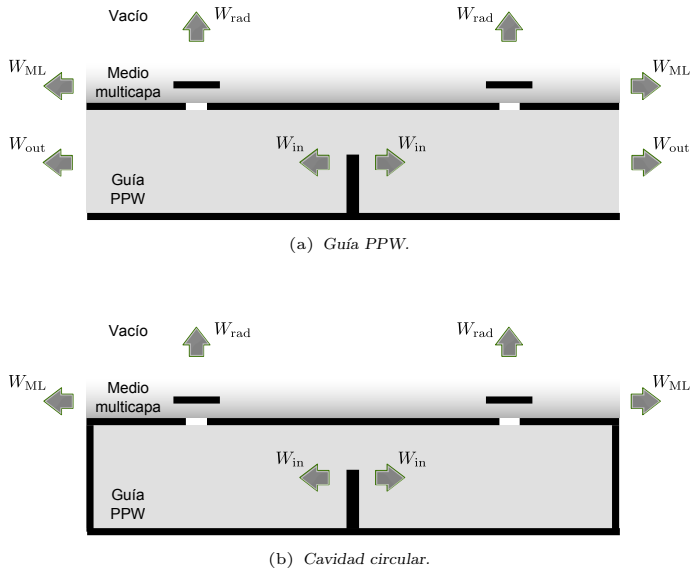 Vacío
W_rad
W_rad
W_ML
Medio
multicapa
W_ML
W_out
W_in
W_in
W_out
Guía
PPW
(a) Guía PPW.
Vacío
W_rad
W_rad
W_ML
Medio
multicapa
W_ML
W_in
W_in
Guía
PPW
(b) Cavidad circular.